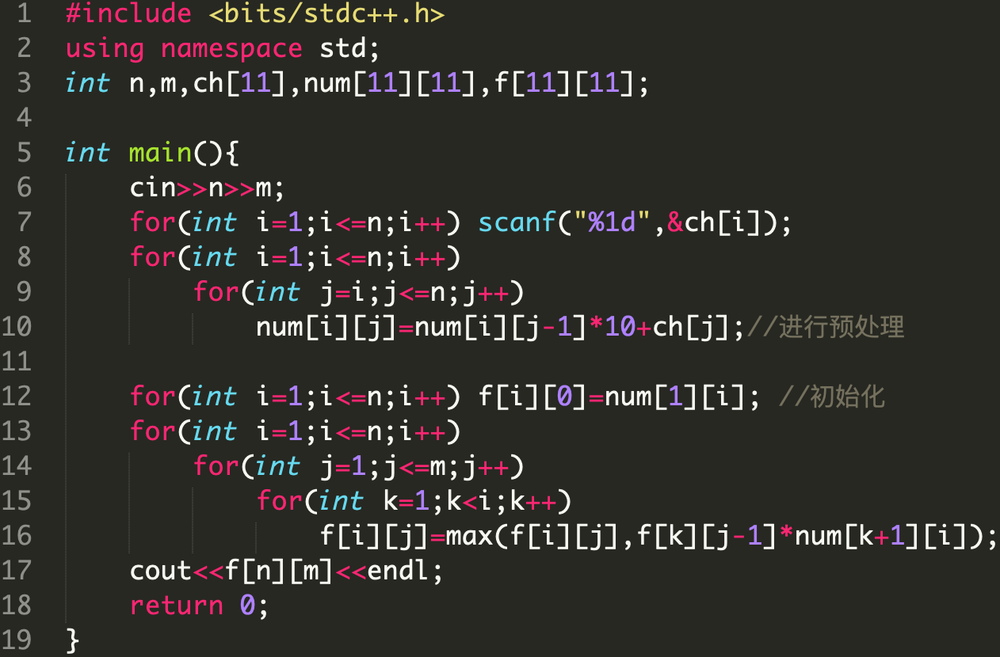 1 #include <bits/stdc++.h>
2 using namespace std;
3 int n,m,ch[11],num[11][11],f[11][11];
4
5 int main(){
6     cin>>n>>m;
7     for(int i=1;i<=n;i++) scanf("%1d",&ch[i]);
8     for(int i=1;i<=n;i++)
9         for(int j=i;j<=n;j++)
10             num[i][j]=num[i][j-1]*10+ch[j];//进行预处理
11
12     for(int i=1;i<=n;i++) f[i][0]=num[1][i]; //初始化
13     for(int i=1;i<=n;i++)
14         for(int j=1;j<=m;j++)
15             for(int k=1;k<i;k++)
16                 f[i][j]=max(f[i][j],f[k][j-1]*num[k+1][i]);
17     cout<<f[n][m]<<endl;
18     return 0;
19 }